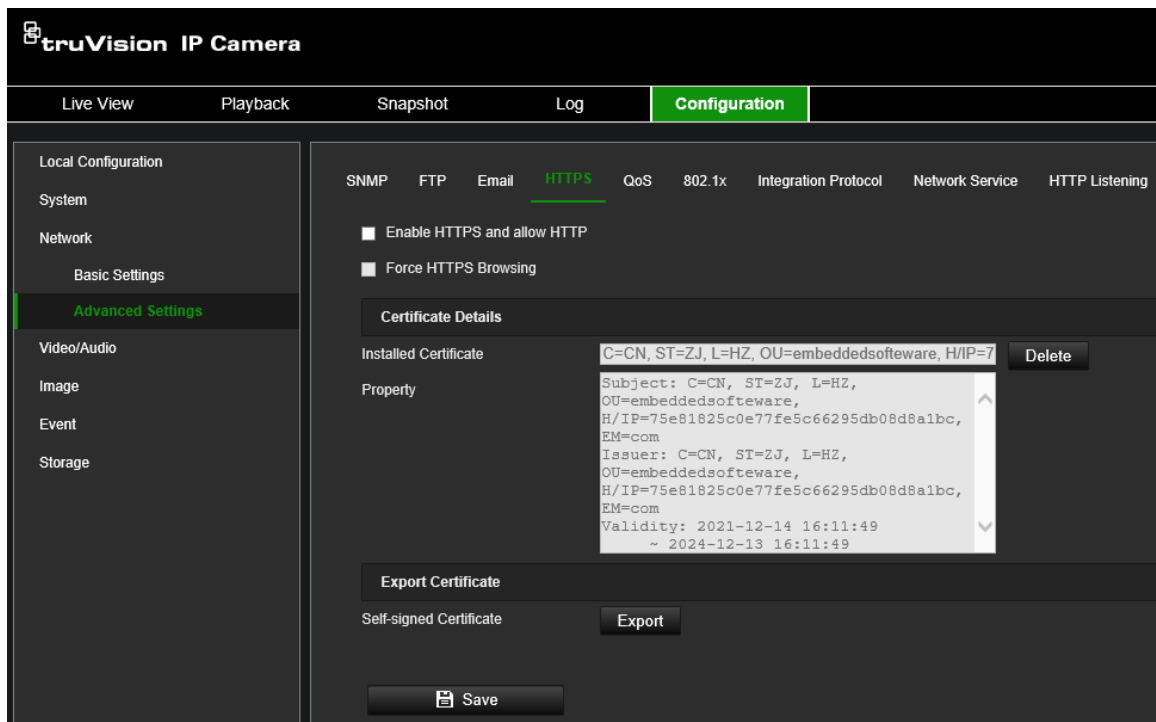 truVision IP Camera
Live View Playback Snapshot Log Configuration
Local Configuration
System
Network
Basic Settings
Advanced Settings
Video/Audio
Image
Event
Storage
SNMP FTP Email HTTPS QoS 802.1x Integration Protocol Network Service HTTP Listening
Enable HTTPS and allow HTTP
Force HTTPS Browsing
Certificate Details
Installed Certificate C=CN, ST=ZJ, L=HZ, OU=embeddedsofteware, H/IP=7 Delete
Property
Subject: C=CN, ST=ZJ, L=HZ,
OU=embeddedsofteware,
H/IP=75e81825c0e77fe5c66295db08d8a1bc,
EM=com
Issuer: C=CN, ST=ZJ, L=HZ,
OU=embeddedsofteware,
H/IP=75e81825c0e77fe5c66295db08d8a1bc,
EM=com
Validity: 2021-12-14 16:11:49
~ 2024-12-13 16:11:49
Export Certificate
Self-signed Certificate Export
Save